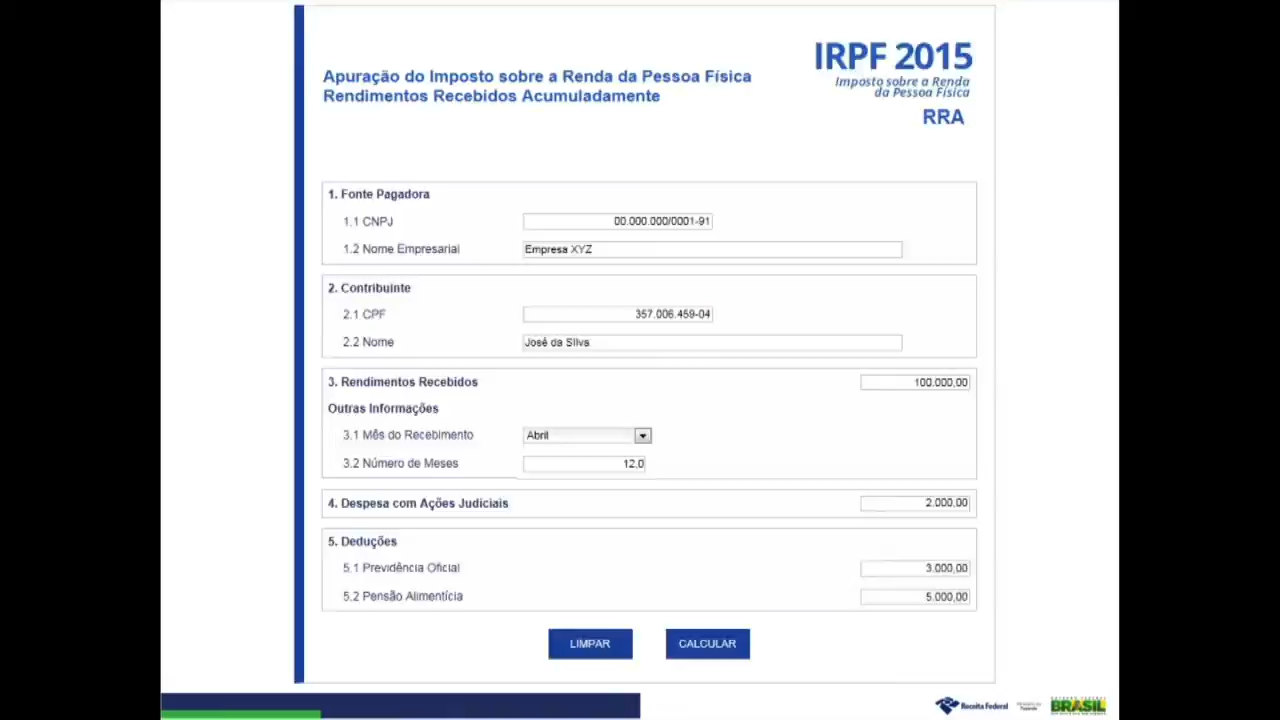 IRPF 2015
Imposto sobre a Renda
da Pessoa Física
RRA
Apuração do Imposto sobre a Renda da Pessoa Física
Rendimentos Recebidos Acumuladamente
1. Fonte Pagadora
1.1 CNPJ 00.000.000/0001-91
1.2 Nome Empresarial Empresa XYZ
2. Contribuinte
2.1 CPF 357.006.459-04
2.2 Nome José da Silva
3. Rendimentos Recebidos 100.000,00
Outras Informações
3.1 Mês do Recebimento Abril
3.2 Número de Meses 12,0
4. Despesa com Ações Judiciais 2.000,00
5. Deduções
5.1 Previdência Oficial 3.000,00
5.2 Pensão Alimentícia 5.000,00
LIMPAR CALCULAR
Receita Federal BRASIL